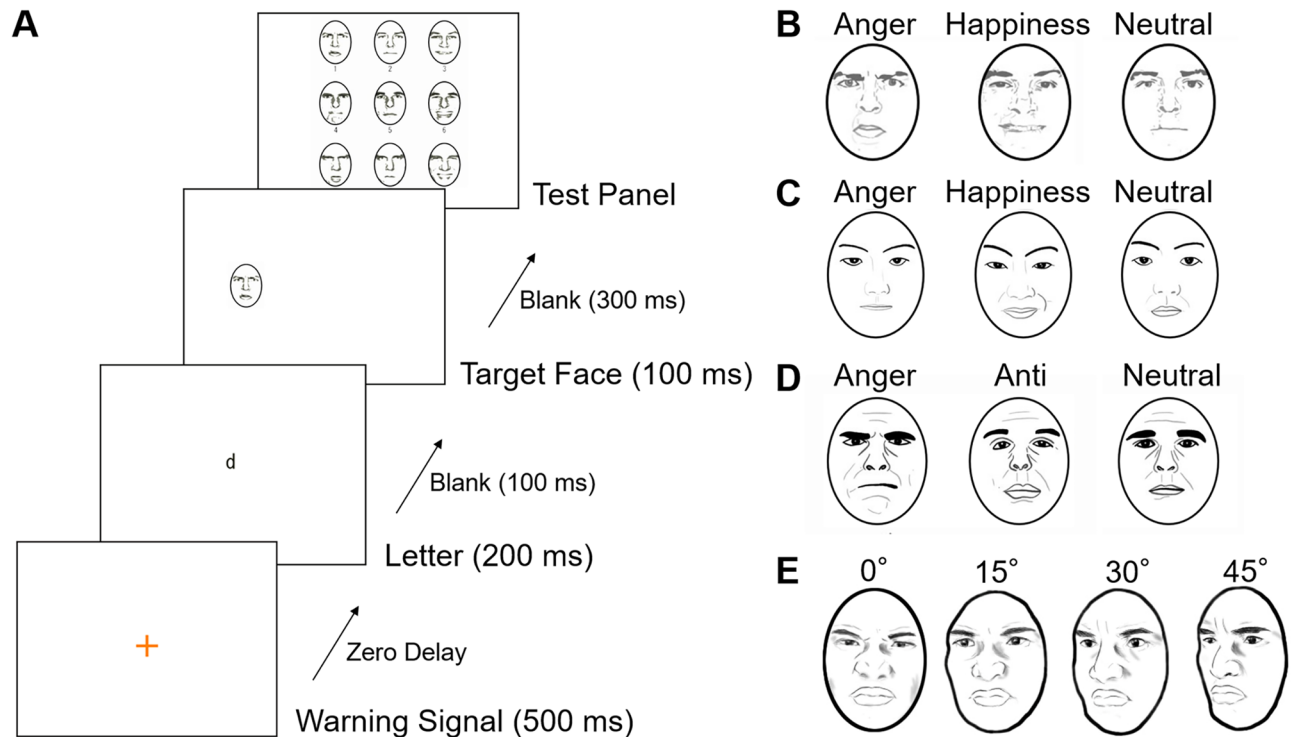 A
1 2 3
4 5 6
Test Panel
Blank (300 ms)
Target Face (100 ms)
d
Blank (100 ms)
Letter (200 ms)
Zero Delay
Warning Signal (500 ms)
B
Anger Happiness Neutral
C
Anger Happiness Neutral
D
Anger Anti Neutral
E
0° 15° 30° 45°